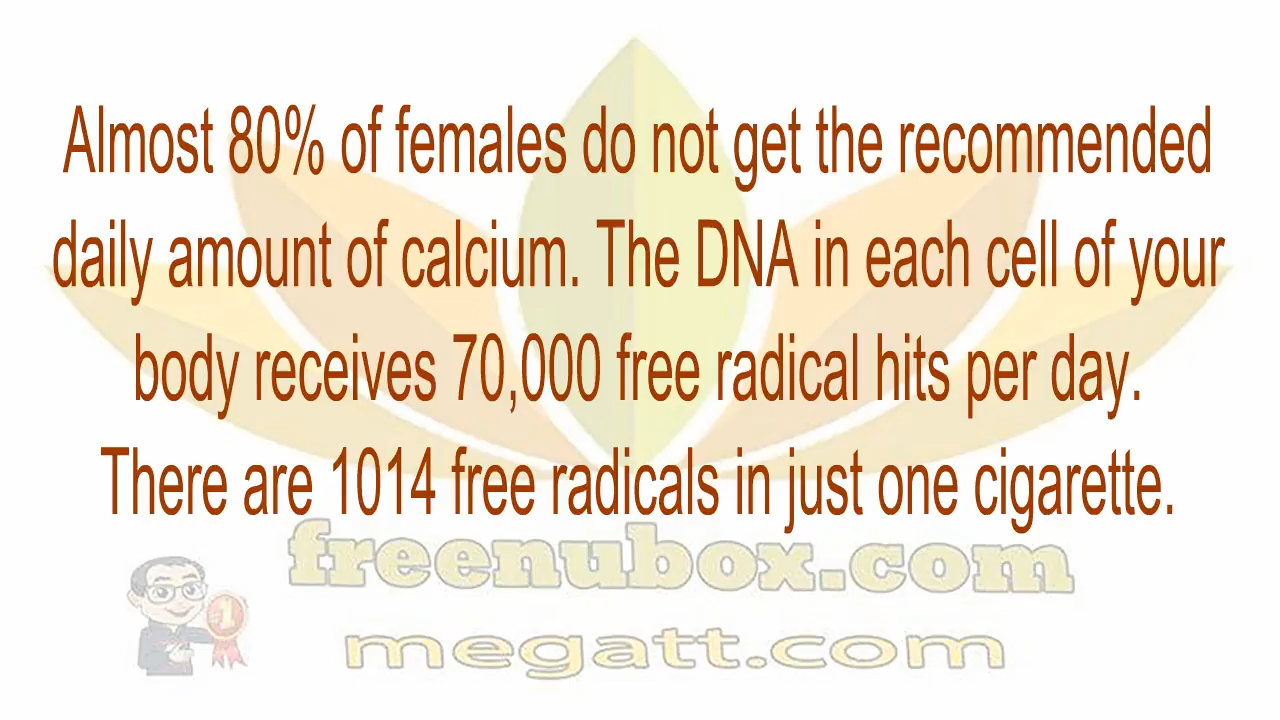 Almost 80% of females do not get the recommended
daily amount of calcium. The DNA in each cell of your
body receives 70,000 free radical hits per day.
There are 1014 free radicals in just one cigarette.
freenubox.com
1
megatt.com